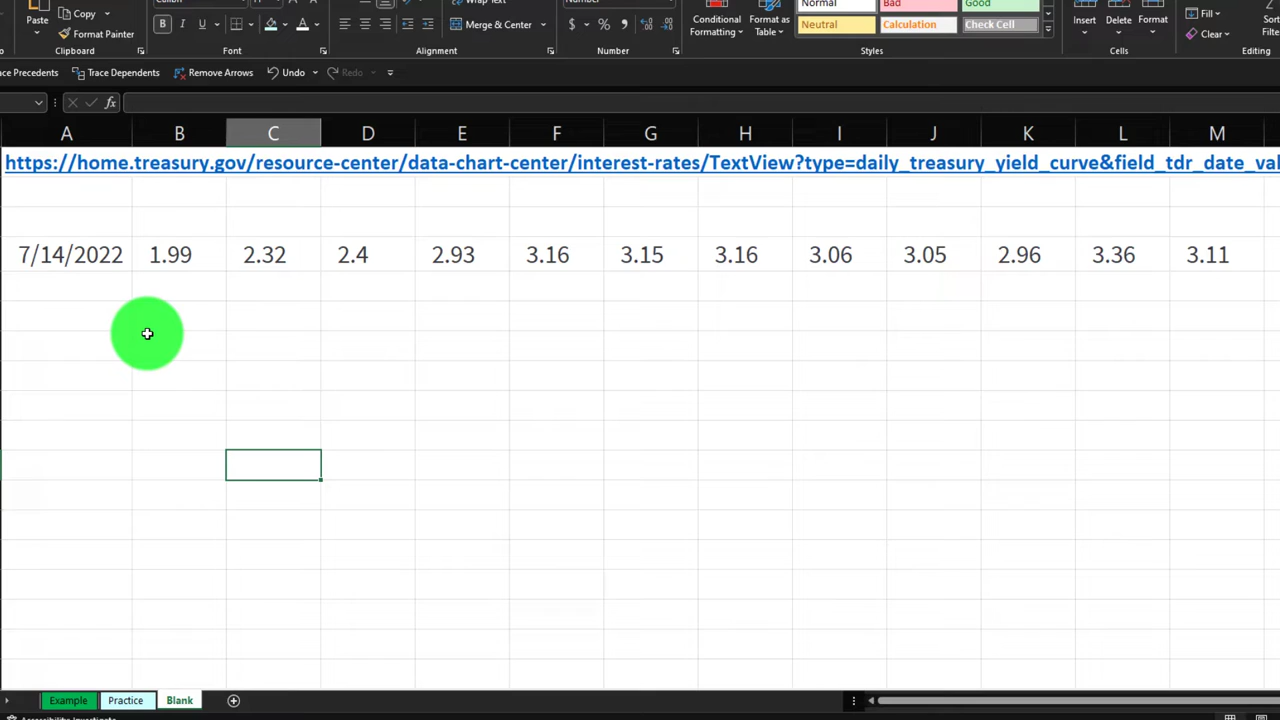 Paste
Copy
Format Painter
Clipboard
B I U
Font
Wrap Text
Merge & Center
Alignment
Number
$ % ,
Number
Conditional
Formatting
Format as
Table
Normal Bad Good
Neutral Calculation Check Cell
Styles
Insert Delete Format
Cells
Fill
Clear
Editing
ace Precedents Trace Dependents Remove Arrows Undo Redo
fx
A B C D E F G H I J K L M
https://home.treasury.gov/resource-center/data-chart-center/interest-rates/TextView?type=daily_treasury_yield_curve&field_tdr_date_val
7/14/2022 1.99 2.32 2.4 2.93 3.16 3.15 3.16 3.06 3.05 2.96 3.36 3.11
Example Practice Blank